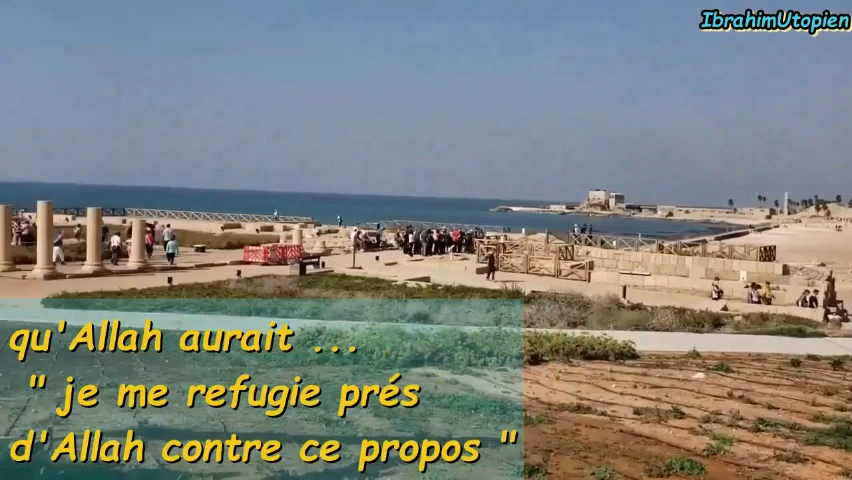 IbrahimUtopien
qu'Allah aurait ...
" je me refugie prés
d'Allah contre ce propos "